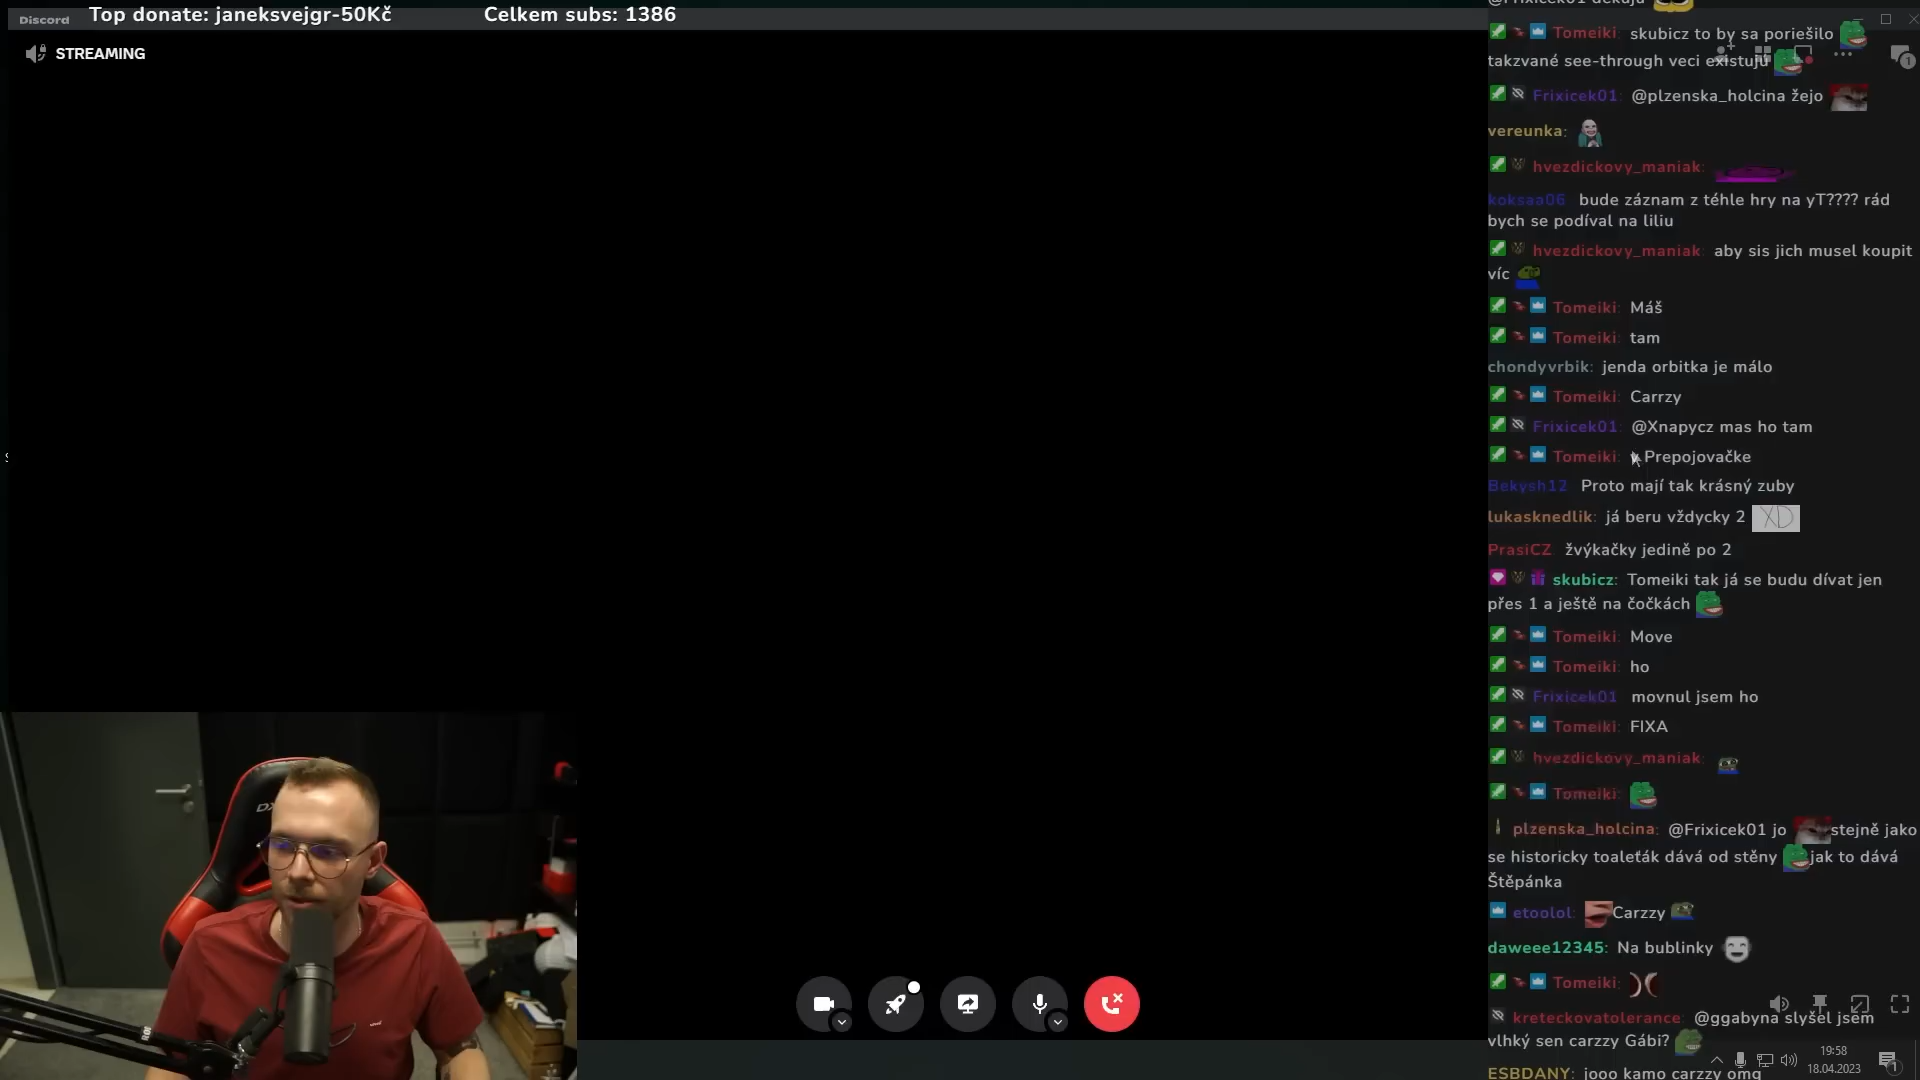 Top donate: janeksvejgr-50Kč
Celkem subs: 1386
Discord
STREAMING
@Frixicek01 dekuja
Tomeiki: skubicz to by sa poriešilo
takzvané see-through veci existujú
Frixicek01: @plzenska_holcina žejo
vereunka:
hvezdickovy_maniak:
koksaa06 bude záznam z téhle hry na yT???? rád
bych se podíval na liliu
hvezdickovy_maniak: aby sis jich musel koupit
víc
Tomeiki: Máš
Tomeiki: tam
chondyvrbik: jenda orbitka je málo
Tomeiki: Carrzy
Frixicek01: @Xnapycz mas ho tam
Tomeiki: Prepojovačke
Bekysh12 Proto mají tak krásný zuby
lukasknedlik: já beru vždycky 2 XD
PrasiCZ žvýkačky jedině po 2
skubicz: Tomeiki tak já se budu dívat jen
přes 1 a ještě na čočkách
Tomeiki: Move
Tomeiki: ho
Frixicek01 movnul jsem ho
Tomeiki: FIXA
hvezdickovy_maniak:
Tomeiki:
plzenska_holcina: @Frixicek01 jo stejně jako
se historicky toaleťák dává od stěny jak to dává
Štěpánka
etoolol: Carzzy
daweee12345: Na bublinky
Tomeiki:
kreteckovatolerance: @ggabyna slyšel jsem
vlhký sen carzzy Gábi?
ESBDANY: jooo kamo carzzy omg
19:58
18.04.2023